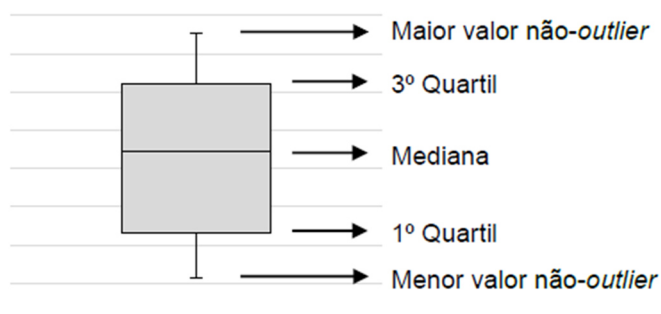 Maior valor não-outlier
3º Quartil
Mediana
1º Quartil
Menor valor não-outlier